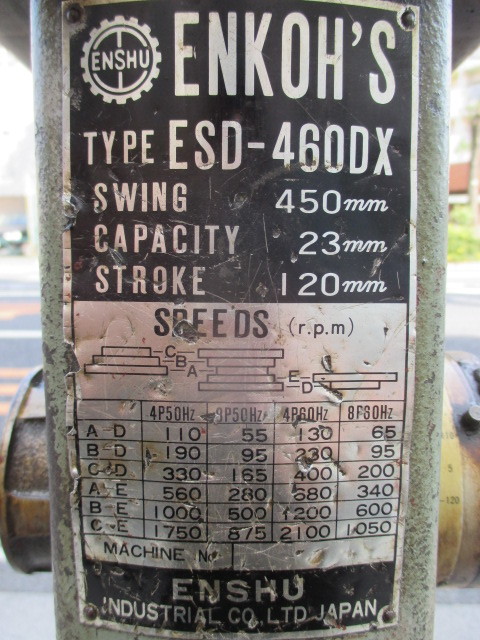 ENSHU
ENKOH'S
TYPE ESD-460DX
SWING 450mm
CAPACITY 23mm
STROKE 120mm
SPEEDS (r.p.m)
C
B
A
E
D
4P50Hz 8P50Hz 4P60Hz 8P60Hz
A-D 110 55 130 65
B-D 190 95 230 95
C-D 330 165 400 200
A-E 560 280 680 340
B-E 1000 500 1200 600
C-E 1750 875 2100 1050
MACHINE No
ENSHU
INDUSTRIAL CO., LTD JAPAN
5
120